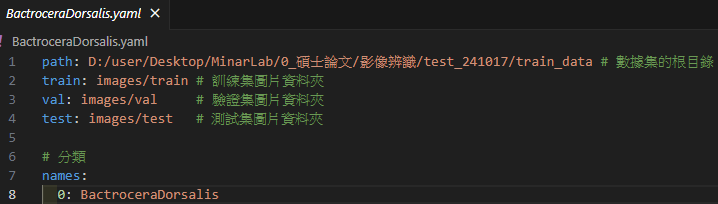 BactroceraDorsalis.yaml
! BactroceraDorsalis.yaml
1 path: D:/user/Desktop/MinarLab/0_碩士論文/影像辨識/test_241017/train_data # 數據集的根目錄
2 train: images/train # 訓練集圖片資料夾
3 val: images/val # 驗證集圖片資料夾
4 test: images/test # 測試集圖片資料夾
5
6 # 分類
7 names:
8 0: BactroceraDorsalis